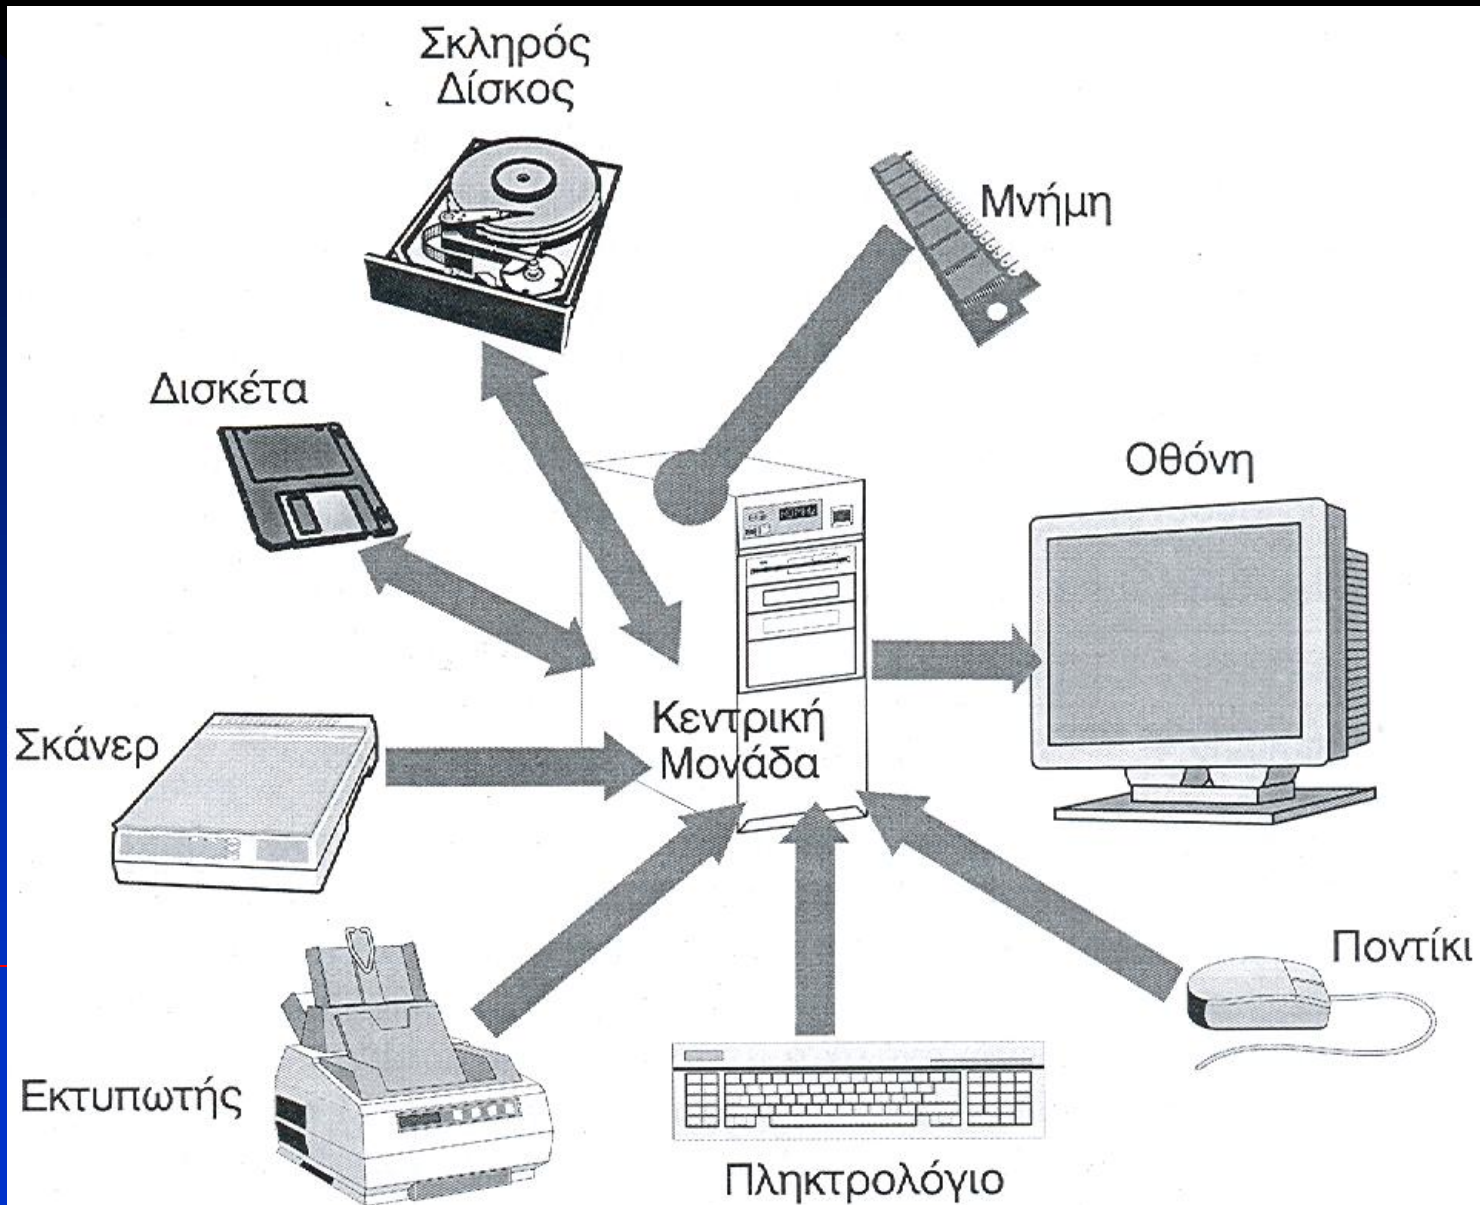 Σκληρός
Δίσκος
Μνήμη
Δισκέτα
Οθόνη
Σκάνερ
Κεντρική
Μονάδα
Ποντίκι
Εκτυπωτής
Πληκτρολόγιο